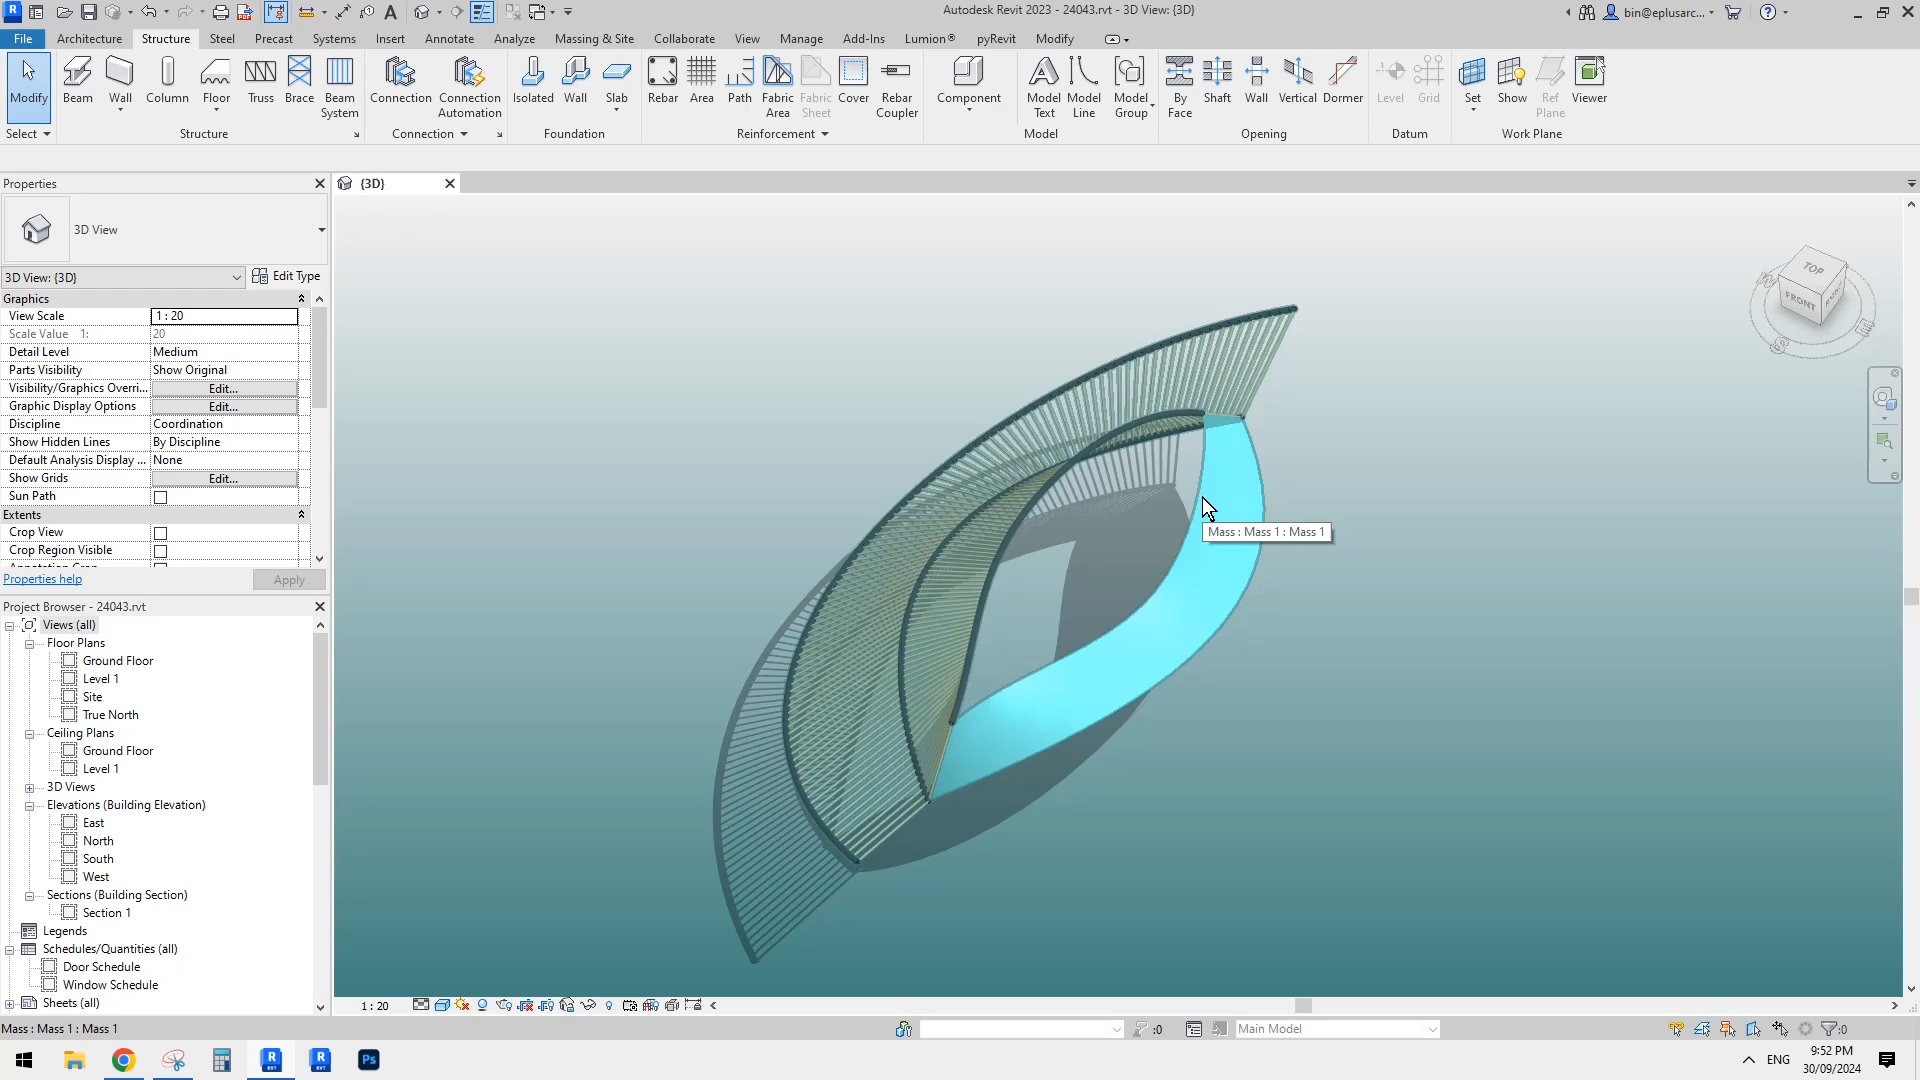 Autodesk Revit 2023 - 24043.rvt - 3D View: {3D}
bin@eplusarc...
File Architecture Structure Steel Precast Systems Insert Annotate Analyze Massing & Site Collaborate View Manage Add-Ins Lumion® pyRevit Modify
Modify Beam Wall Column Floor Truss Brace Beam System Connection Connection Automation Isolated Wall Slab Rebar Area Path Fabric Area Fabric Sheet Cover Rebar Coupler Component Model Text Model Line Model Group By Face Shaft Wall Vertical Dormer Level Grid Set Show Ref Plane Viewer
Select Structure Connection Foundation Reinforcement Model Opening Datum Work Plane
Properties
{3D}
3D View
3D View: {3D}
Edit Type
Graphics
View Scale 1 : 20
Scale Value 1: 20
Detail Level Medium
Parts Visibility Show Original
Visibility/Graphics Overri... Edit...
Graphic Display Options Edit...
Discipline Coordination
Show Hidden Lines By Discipline
Default Analysis Display ... None
Show Grids Edit...
Sun Path
Extents
Crop View
Crop Region Visible
Properties help
Apply
Project Browser - 24043.rvt
Views (all)
Floor Plans
Ground Floor
Level 1
Site
True North
Ceiling Plans
Ground Floor
Level 1
3D Views
Elevations (Building Elevation)
East
North
South
West
Sections (Building Section)
Section 1
Legends
Schedules/Quantities (all)
Door Schedule
Window Schedule
Sheets (all)
TOP
FRONT
W
E
S
Mass : Mass 1 : Mass 1
1 : 20
Mass : Mass 1 : Mass 1
:0
Main Model
:0
R RVT
R RVT
Ps
ENG
9:52 PM
30/09/2024